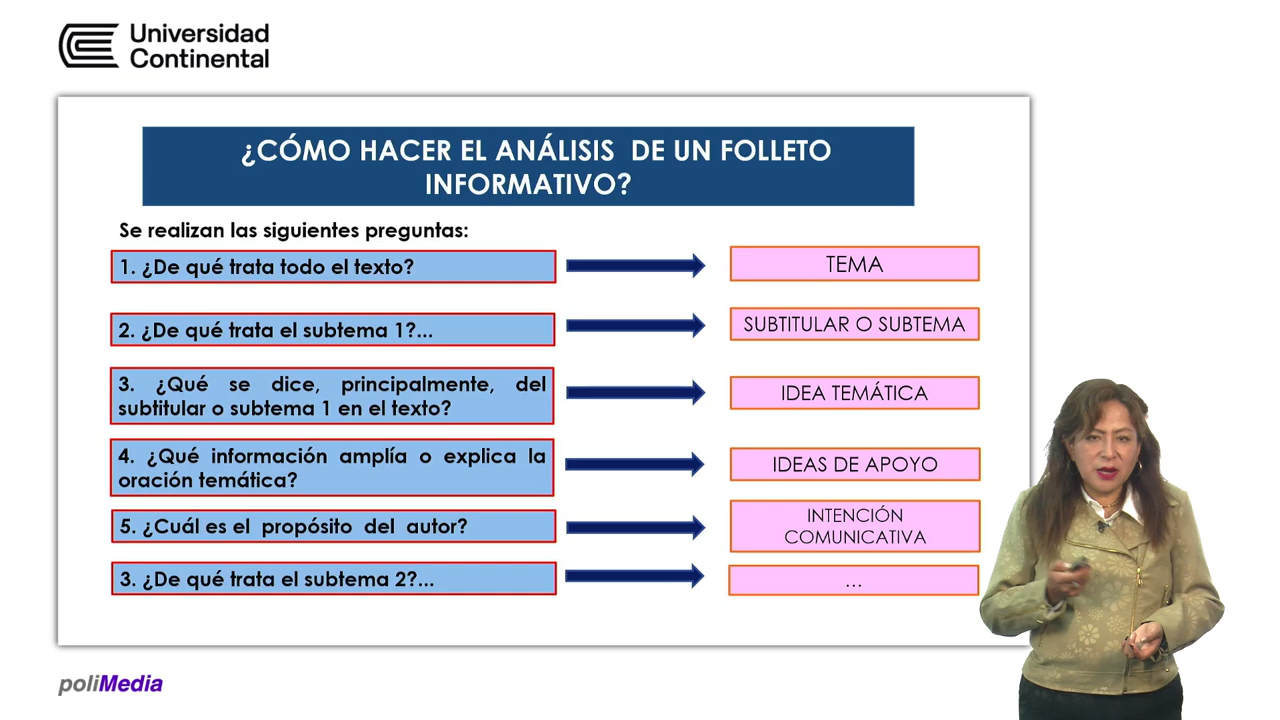 Universidad
Continental
¿CÓMO HACER EL ANÁLISIS DE UN FOLLETO
INFORMATIVO?
Se realizan las siguientes preguntas:
1. ¿De qué trata todo el texto?
TEMA
2. ¿De qué trata el subtema 1?...
SUBTITULAR O SUBTEMA
3. ¿Qué se dice, principalmente, del
subtitular o subtema 1 en el texto?
IDEA TEMÁTICA
4. ¿Qué información amplía o explica la
oración temática?
IDEAS DE APOYO
5. ¿Cuál es el propósito del autor?
INTENCIÓN
COMUNICATIVA
3. ¿De qué trata el subtema 2?...
...
poliMedia